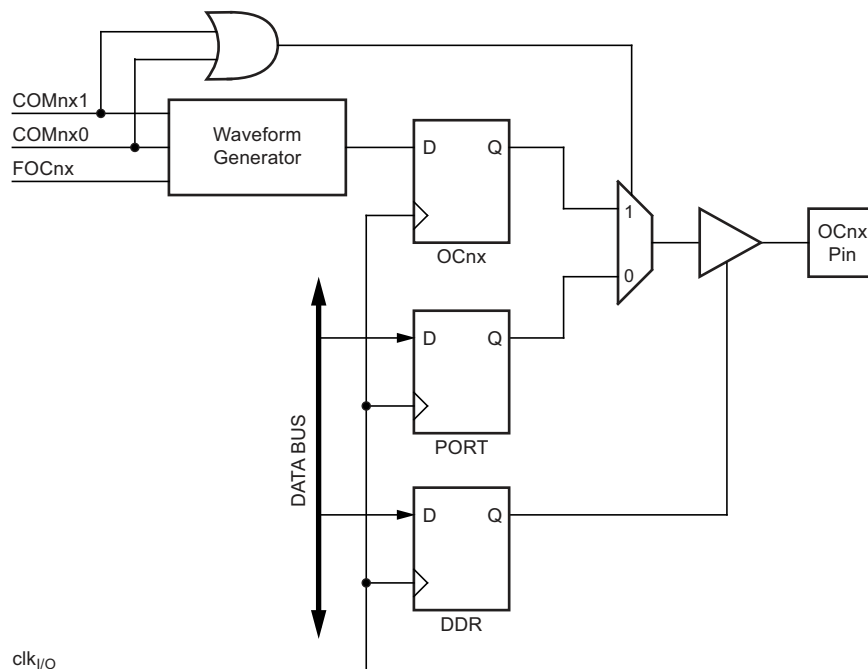 COMnx1
COMnx0
FOCnx
Waveform
Generator
D Q
OCnx
1
0
OCnx
Pin
D Q
PORT
DATA BUS
D Q
DDR
clkI/O